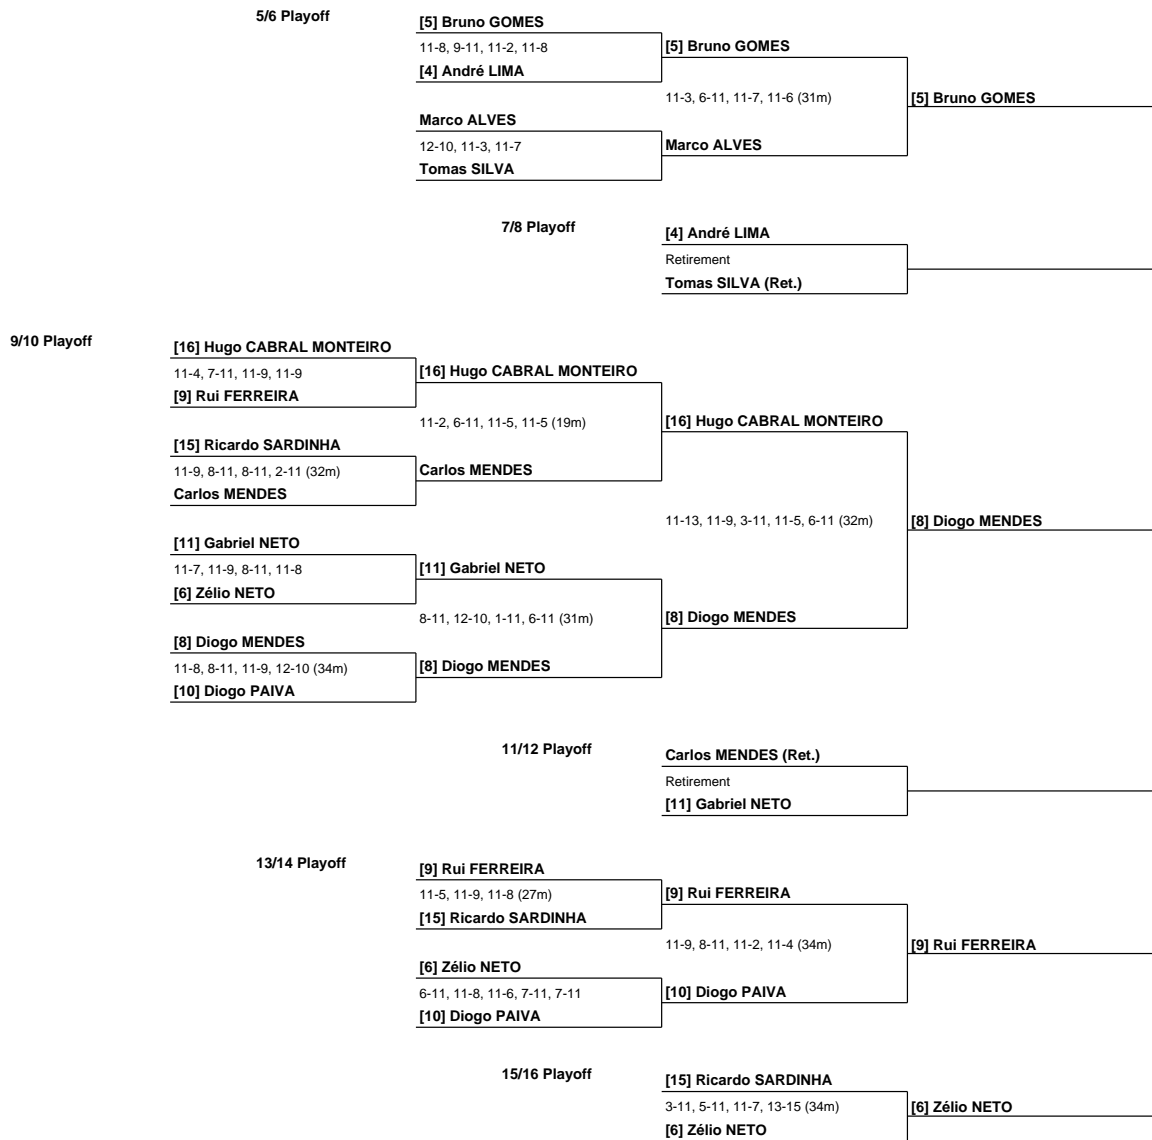 5/6 Playoff
[5] Bruno GOMES
11-8, 9-11, 11-2, 11-8
[5] Bruno GOMES
[4] André LIMA
11-3, 6-11, 11-7, 11-6 (31m)
[5] Bruno GOMES
Marco ALVES
12-10, 11-3, 11-7
Marco ALVES
Tomas SILVA
7/8 Playoff
[4] André LIMA
Retirement
Tomas SILVA (Ret.)
9/10 Playoff
[16] Hugo CABRAL MONTEIRO
11-4, 7-11, 11-9, 11-9
[16] Hugo CABRAL MONTEIRO
[9] Rui FERREIRA
11-2, 6-11, 11-5, 11-5 (19m)
[16] Hugo CABRAL MONTEIRO
[15] Ricardo SARDINHA
11-9, 8-11, 8-11, 2-11 (32m)
Carlos MENDES
Carlos MENDES
11-13, 11-9, 3-11, 11-5, 6-11 (32m)
[8] Diogo MENDES
[11] Gabriel NETO
11-7, 11-9, 8-11, 11-8
[11] Gabriel NETO
[6] Zélio NETO
8-11, 12-10, 1-11, 6-11 (31m)
[8] Diogo MENDES
[8] Diogo MENDES
11-8, 8-11, 11-9, 12-10 (34m)
[8] Diogo MENDES
[10] Diogo PAIVA
11/12 Playoff
Carlos MENDES (Ret.)
Retirement
[11] Gabriel NETO
13/14 Playoff
[9] Rui FERREIRA
11-5, 11-9, 11-8 (27m)
[9] Rui FERREIRA
[15] Ricardo SARDINHA
11-9, 8-11, 11-2, 11-4 (34m)
[9] Rui FERREIRA
[6] Zélio NETO
6-11, 11-8, 11-6, 7-11, 7-11
[10] Diogo PAIVA
[10] Diogo PAIVA
15/16 Playoff
[15] Ricardo SARDINHA
3-11, 5-11, 11-7, 13-15 (34m)
[6] Zélio NETO
[6] Zélio NETO